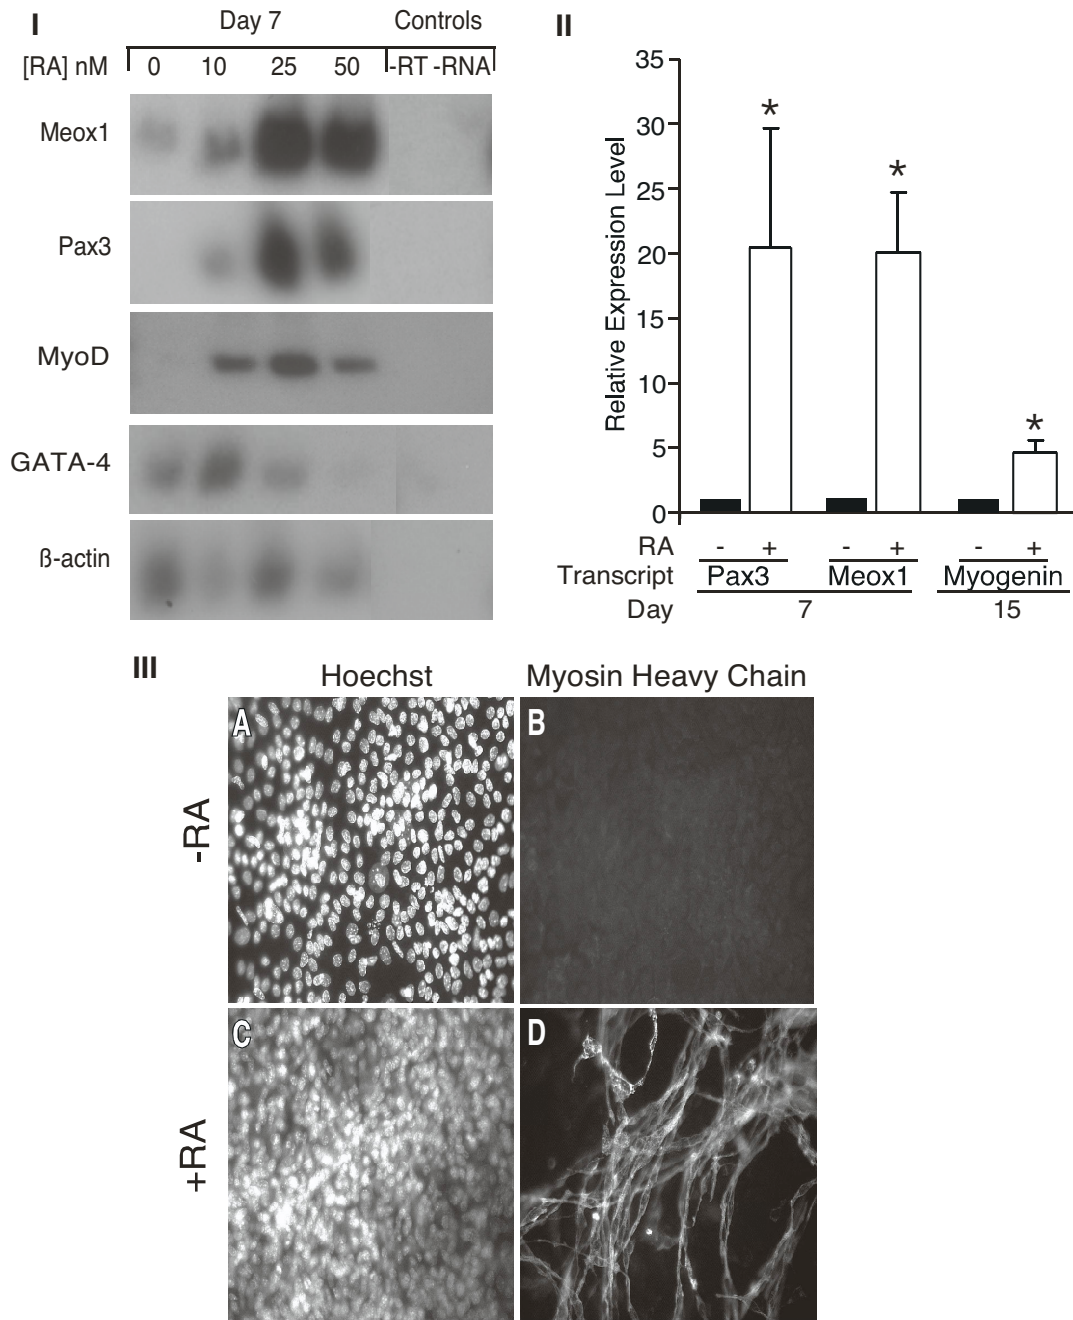 I
Day 7
Controls
[RA] nM
0 10 25 50 -RT -RNA
Meox1
Pax3
MyoD
GATA-4
ß-actin
II
Relative Expression Level
35
30
25
20
15
10
5
0
*
*
*
RA - + - + - +
Transcript Pax3 Meox1 Myogenin
Day 7 15
III
Hoechst Myosin Heavy Chain
-RA
A B
+RA
C D